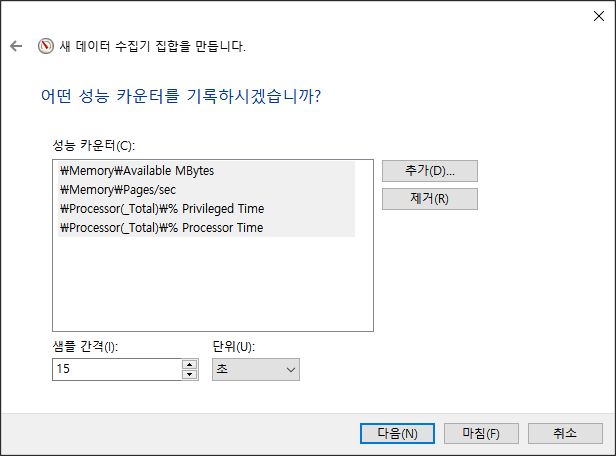 새 데이터 수집기 집합을 만듭니다.
어떤 성능 카운터를 기록하시겠습니까?
성능 카운터(C):
₩Memory₩Available MBytes
₩Memory₩Pages/sec
₩Processor(_Total)₩% Privileged Time
₩Processor(_Total)₩% Processor Time
추가(D)...
제거(R)
샘플 간격(I):
단위(U):
15
초
다음(N)
마침(F)
취소